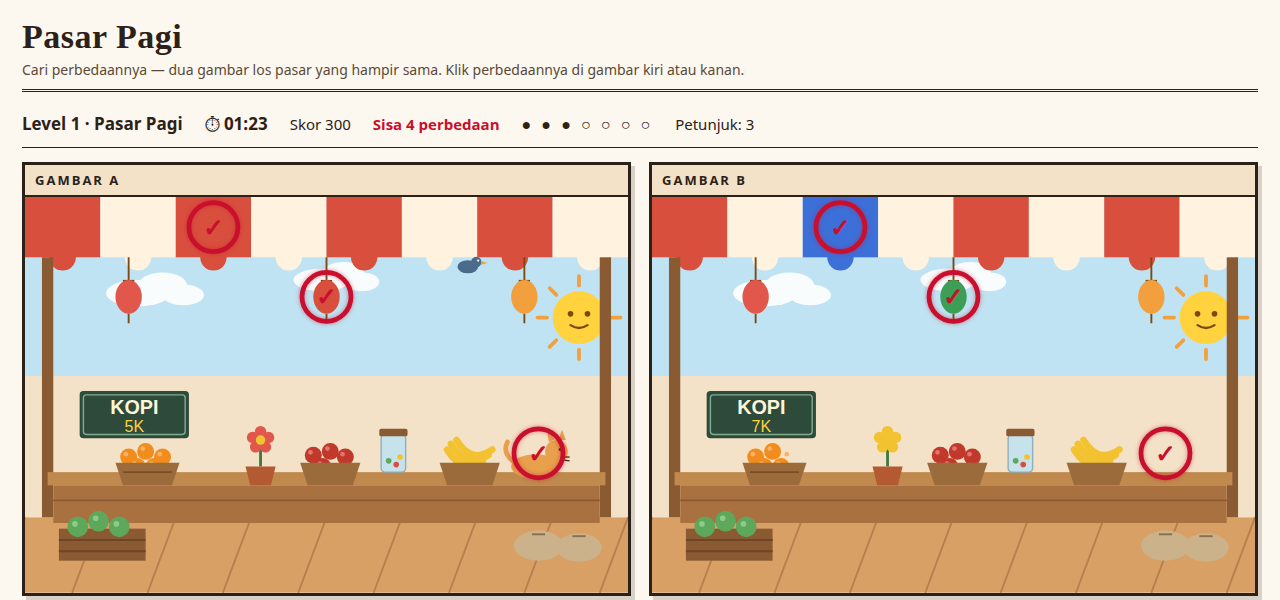 Pasar Pagi
Cari perbedaannya — dua gambar los pasar yang hampir sama. Klik perbedaannya di gambar kiri atau kanan.
Level 1 · Pasar Pagi ⏱ 01:23 Skor 300 Sisa 4 perbedaan ● ● ● ○ ○ ○ ○ Petunjuk: 3
GAMBAR A
GAMBAR B
KOPI
5K
KOPI
7K